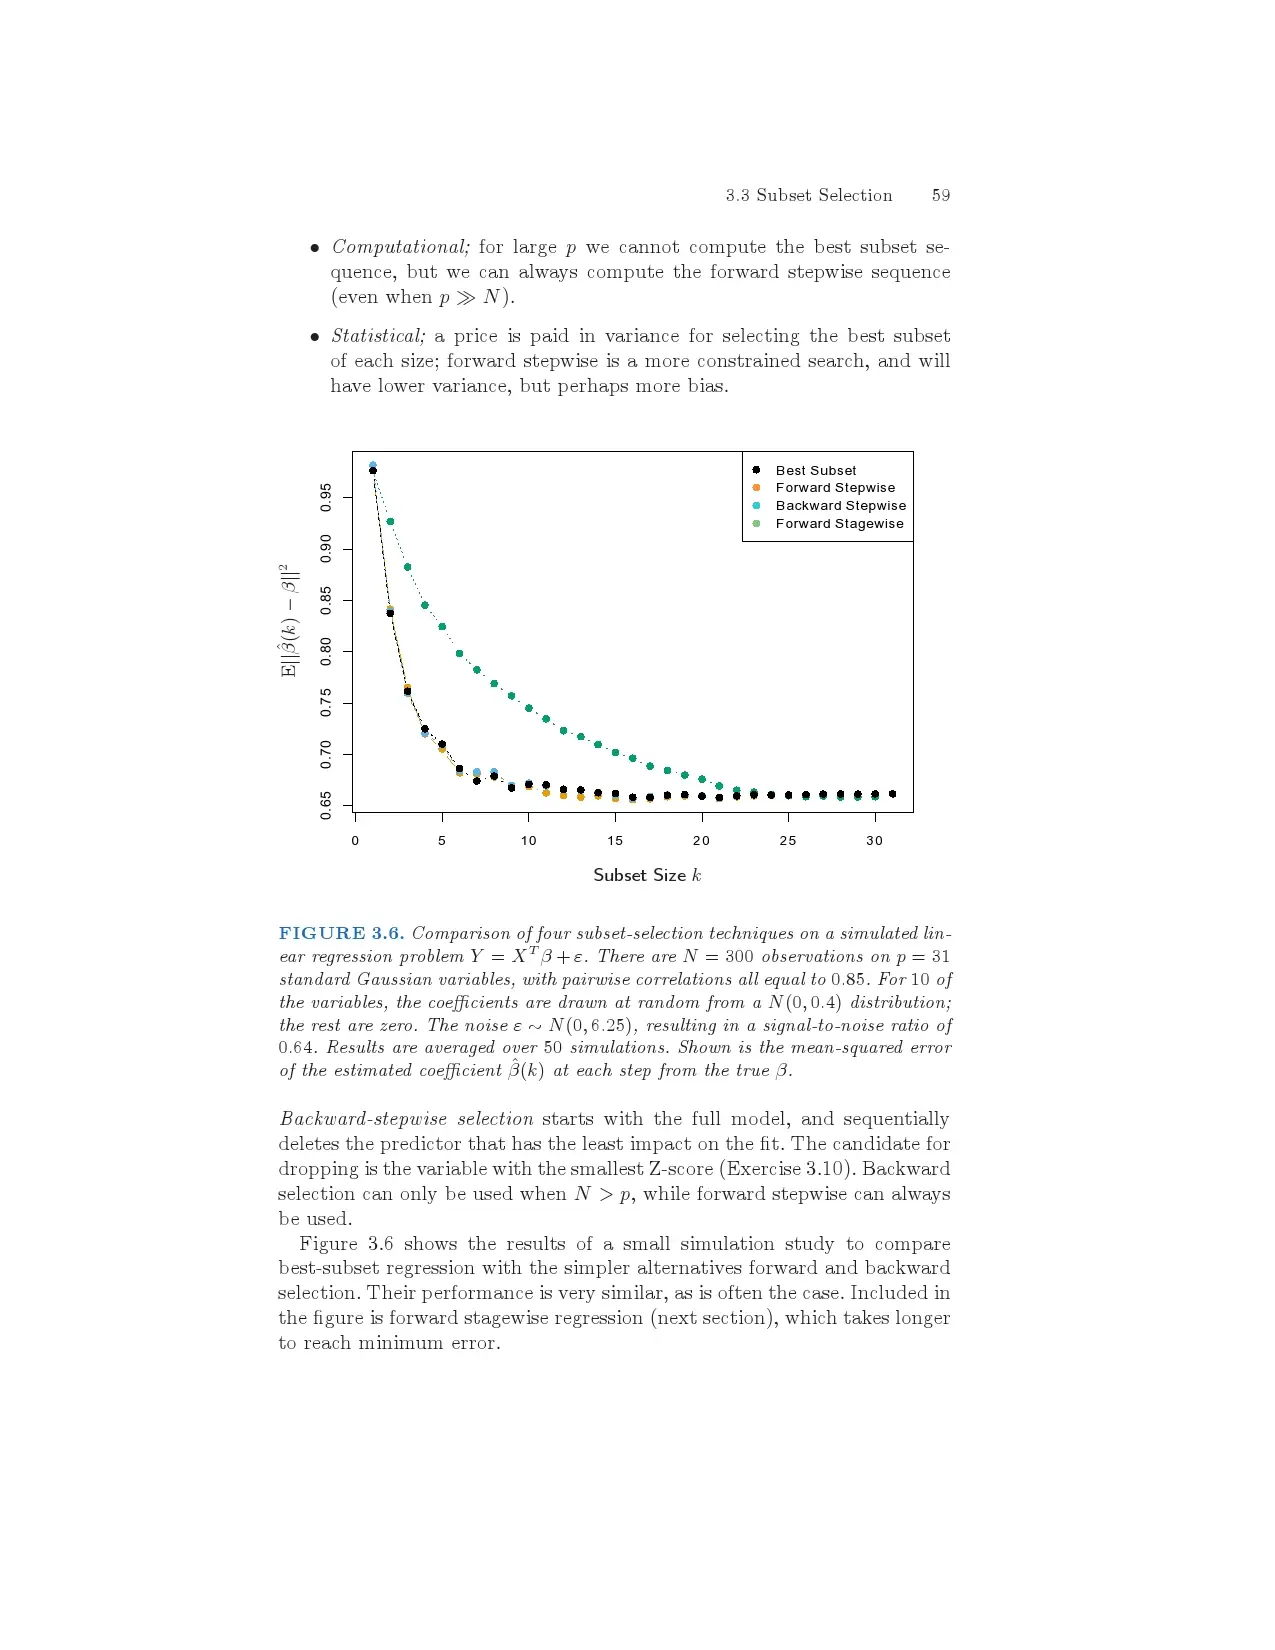 3.3 Subset Selection 59
• Computational; for large p we cannot compute the best subset se-
quence, but we can always compute the forward stepwise sequence
(even when p ≫ N).
• Statistical; a price is paid in variance for selecting the best subset
of each size; forward stepwise is a more constrained search, and will
have lower variance, but perhaps more bias.
Best Subset
Forward Stepwise
Backward Stepwise
Forward Stagewise
E||β̂(k) − β||²
0.95
0.90
0.85
0.80
0.75
0.70
0.65
0 5 10 15 20 25 30
Subset Size k
FIGURE 3.6. Comparison of four subset-selection techniques on a simulated lin-
ear regression problem Y = X^T β + ε. There are N = 300 observations on p = 31
standard Gaussian variables, with pairwise correlations all equal to 0.85. For 10 of
the variables, the coefficients are drawn at random from a N(0, 0.4) distribution;
the rest are zero. The noise ε ∼ N(0, 6.25), resulting in a signal-to-noise ratio of
0.64. Results are averaged over 50 simulations. Shown is the mean-squared error
of the estimated coefficient β̂(k) at each step from the true β.
Backward-stepwise selection starts with the full model, and sequentially
deletes the predictor that has the least impact on the fit. The candidate for
dropping is the variable with the smallest Z-score (Exercise 3.10). Backward
selection can only be used when N > p, while forward stepwise can always
be used.
Figure 3.6 shows the results of a small simulation study to compare
best-subset regression with the simpler alternatives forward and backward
selection. Their performance is very similar, as is often the case. Included in
the figure is forward stagewise regression (next section), which takes longer
to reach minimum error.